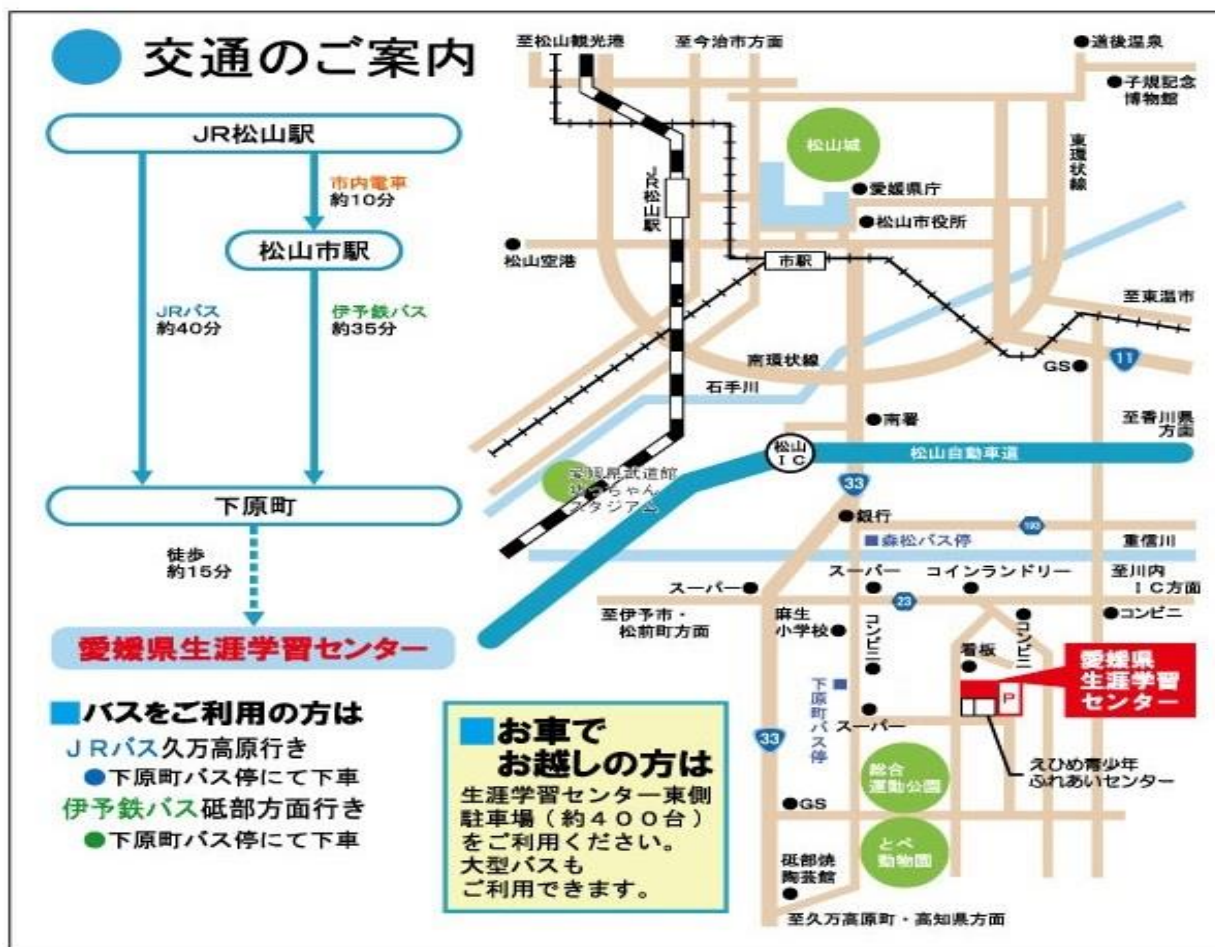 交通のご案内
JR松山駅
市内電車
約10分
松山市駅
JRバス
約40分
伊予鉄バス
約35分
下原町
徒歩
約15分
愛媛県生涯学習センター
■バスをご利用の方は
JRバス久万高原行き
●下原町バス停にて下車
伊予鉄バス砥部方面行き
●下原町バス停にて下車
■お車で
お越しの方は
生涯学習センター東側
駐車場（約400台）
をご利用ください。
大型バスも
ご利用できます。
至松山観光港
至今治市方面
道後温泉
子規記念
博物館
松山城
東環状線
JR松山駅
愛媛県庁
松山市役所
松山空港
市駅
至東温市
南環状線
11
GS
石手川
南署
至香川県
方面
松山
IC
松山自動車道
愛媛県武道館
坊っちゃん
スタジアム
33
銀行
193
■森松バス停
重信川
スーパー
スーパー
コインランドリー
至川内
IC方面
23
至伊予市・
松前町方面
麻生
小学校
コンビニ
コンビニ
コンビニ
看板
愛媛県
生涯学習
センター
P
下原町バス停
スーパー
33
総合
運動公園
えひめ青少年
ふれあいセンター
GS
とべ
動物園
砥部焼
陶芸館
至久万高原町・高知県方面